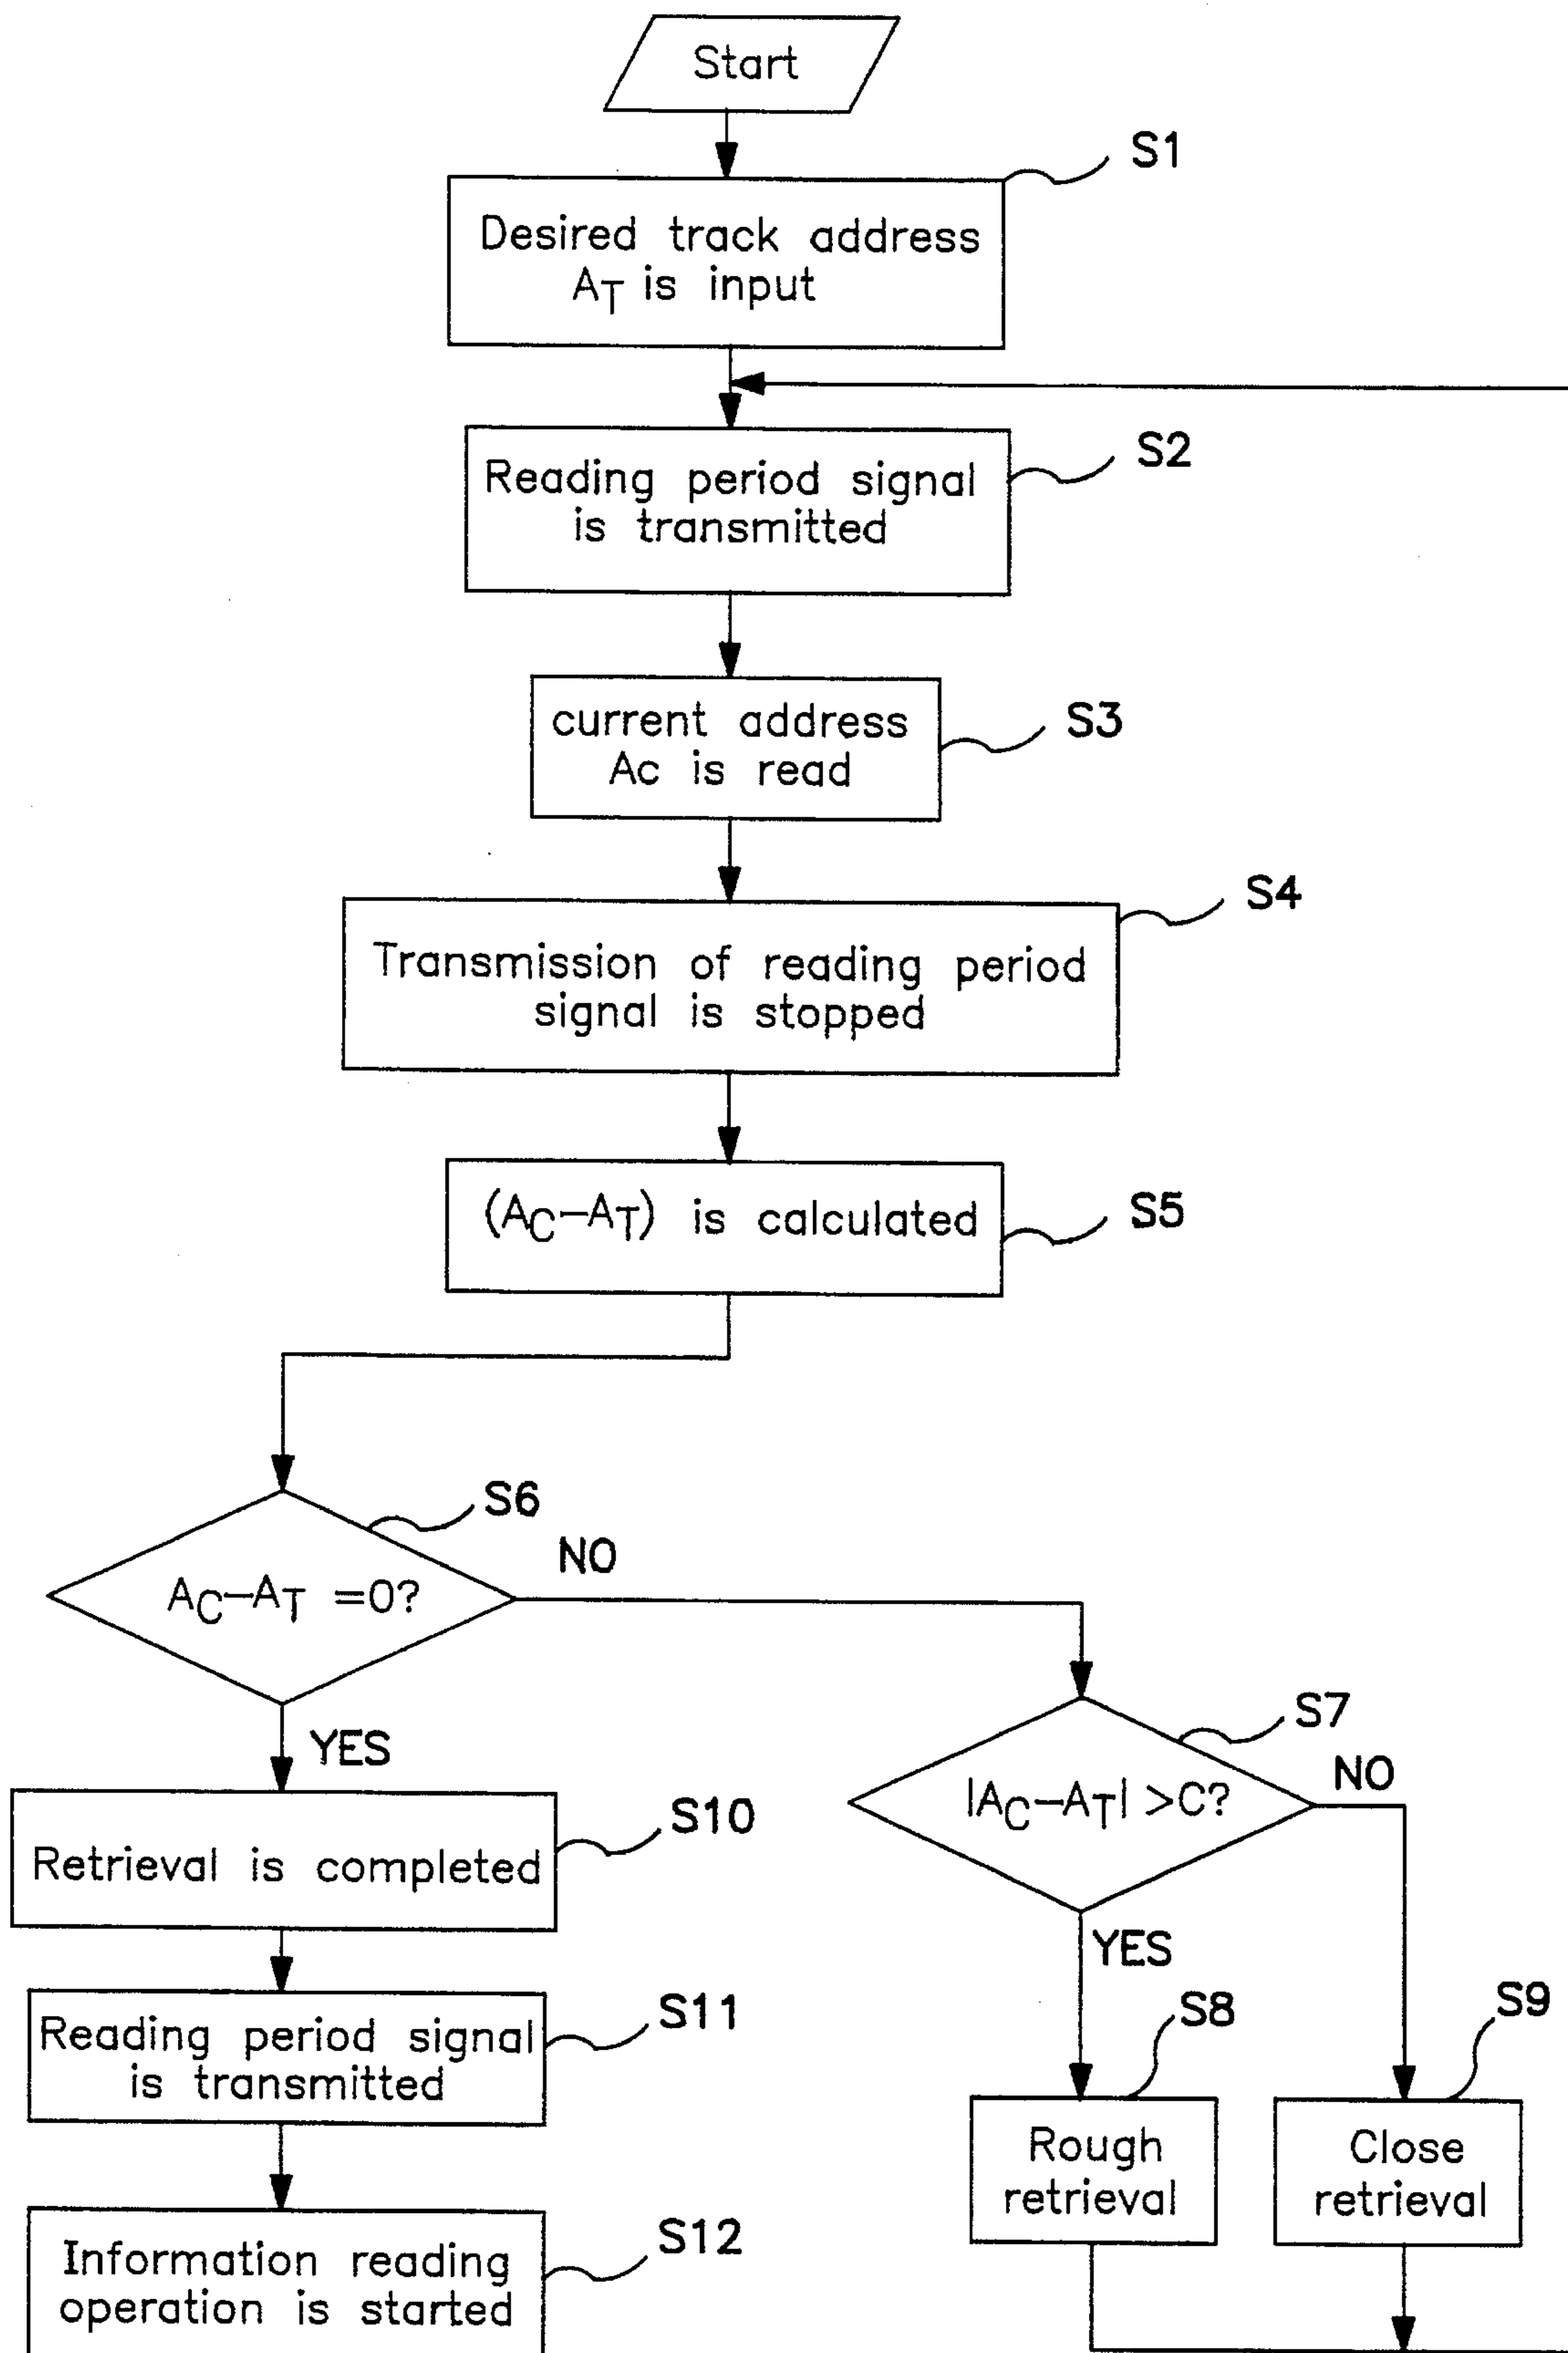 Start
S1
Desired track address
AT is input
S2
Reading period signal
is transmitted
S3
current address
Ac is read
S4
Transmission of reading period
signal is stopped
S5
(AC-AT) is calculated
S6
NO
AC-AT =0?
YES
S7
NO
|AC-AT| >C?
YES
S10
Retrieval is completed
S11
Reading period signal
is transmitted
S8
S9
Rough
retrieval
Close
retrieval
S12
Information reading
operation is started